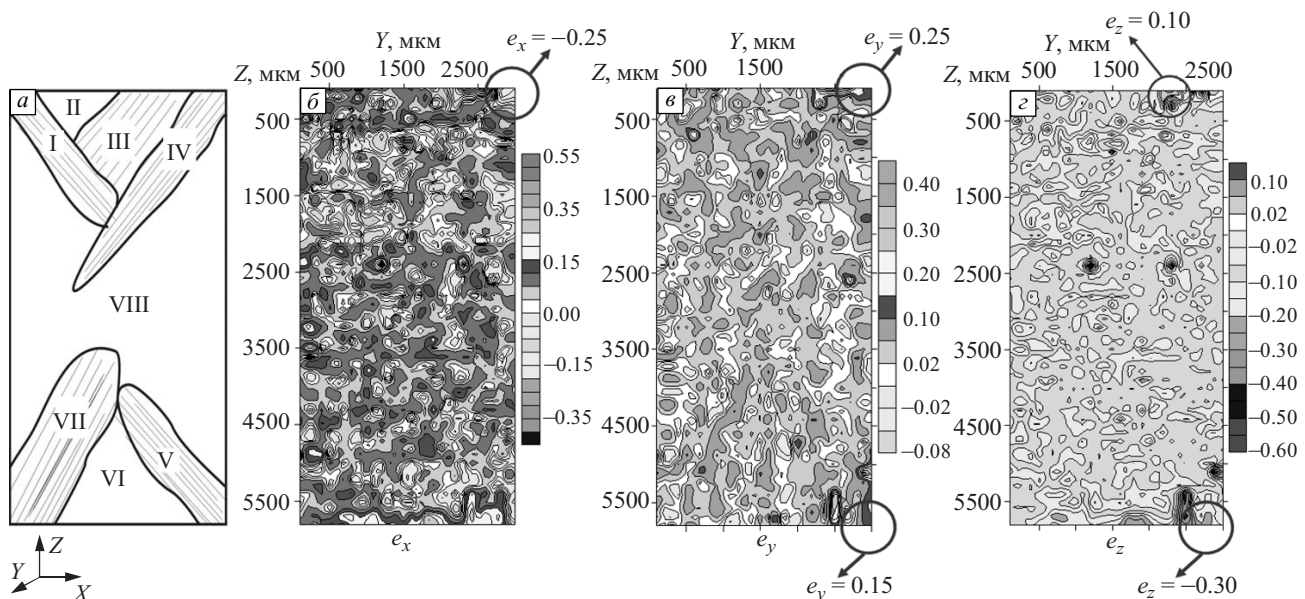 а
II
I
III
IV
VIII
VII
V
VI
Z
Y
X
б
Y, мкм
Z, мкм
500 1500 2500
500
1500
2500
3500
4500
5500
e_x = −0.25
0.55
0.35
0.15
0.00
−0.15
−0.35
e_x
в
Y, мкм
Z, мкм
500 1500
500
1500
2500
3500
4500
5500
e_y = 0.25
0.40
0.30
0.20
0.10
0.02
−0.02
−0.08
e_y
e_y = 0.15
г
e_z = 0.10
Y, мкм
Z, мкм
500 1500 2500
500
1500
2500
3500
4500
5500
0.10
0.02
−0.02
−0.10
−0.20
−0.30
−0.40
−0.50
−0.60
e_z
e_z = −0.30